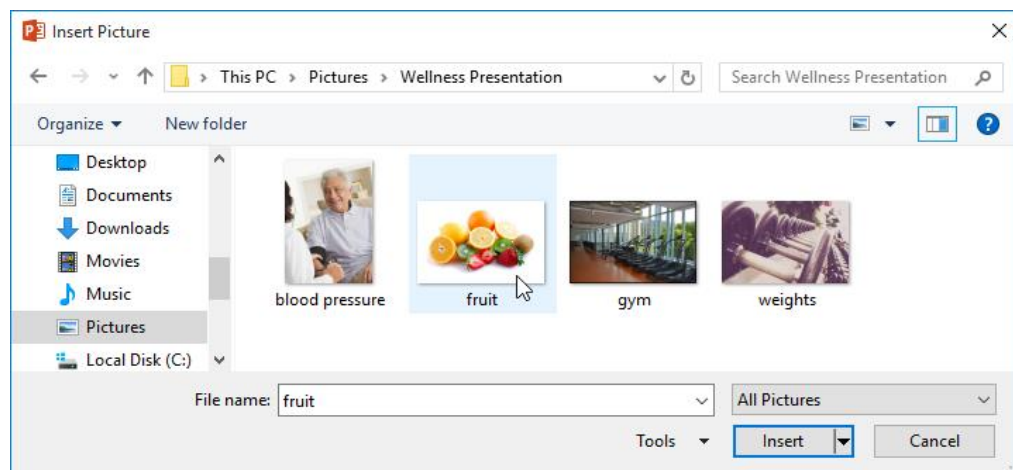 Insert Picture
This PC > Pictures > Wellness Presentation
Search Wellness Presentation
Organize
New folder
Desktop
Documents
Downloads
Movies
Music
Pictures
Local Disk (C:)
blood pressure
fruit
gym
weights
File name: fruit
All Pictures
Tools
Insert
Cancel